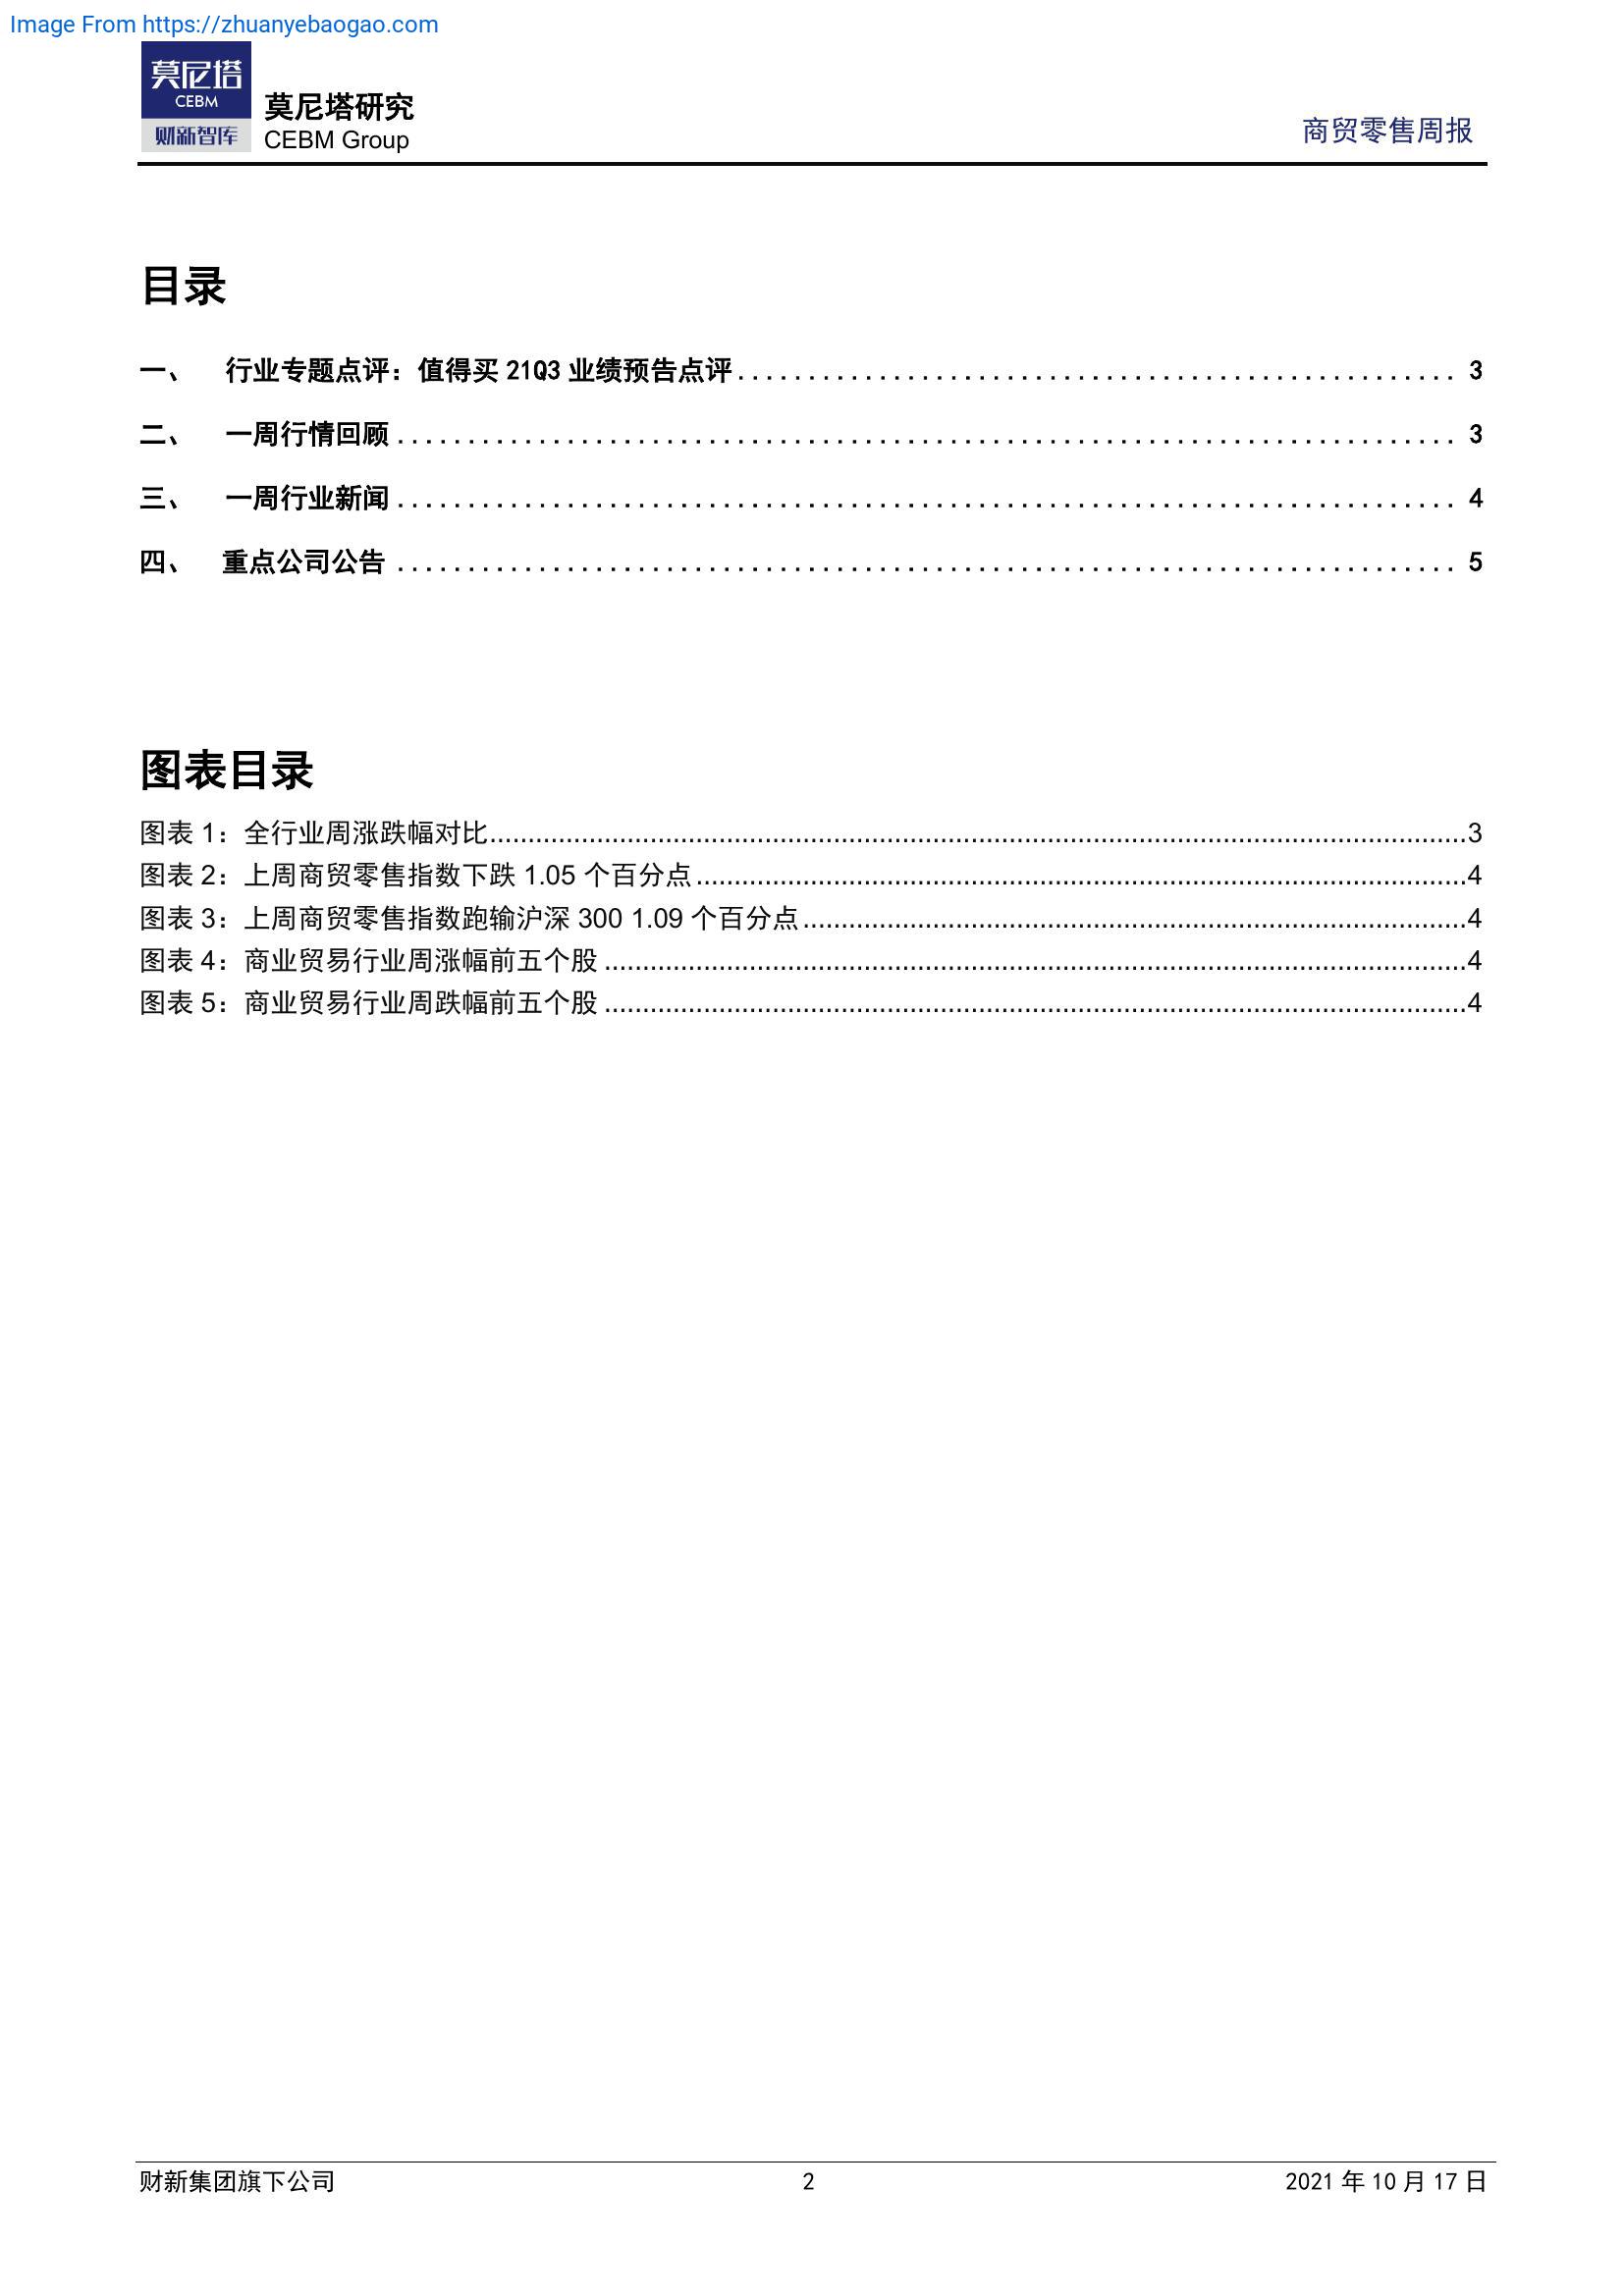 Image From https://zhuanyebaogao.com
莫尼塔
CEBM
财新智库
莫尼塔研究
CEBM Group
商贸零售周报
目录
一、 行业专题点评：值得买 21Q3 业绩预告点评 3
二、 一周行情回顾 3
三、 一周行业新闻 4
四、 重点公司公告 5
图表目录
图表 1：全行业周涨跌幅对比 3
图表 2：上周商贸零售指数下跌 1.05 个百分点 4
图表 3：上周商贸零售指数跑输沪深 300 1.09 个百分点 4
图表 4：商业贸易行业周涨幅前五个股 4
图表 5：商业贸易行业周跌幅前五个股 4
财新集团旗下公司 2 2021 年 10 月 17 日